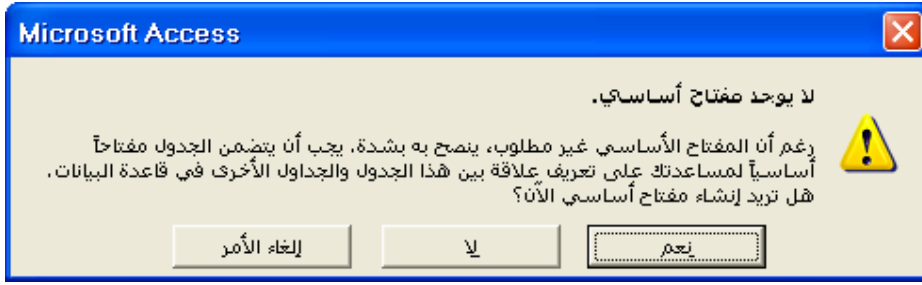 Microsoft Access
لا يوجد مفتاح أساسي.
رغم أن المفتاح الأساسي غير مطلوب، ينصح به بشدة. يجب أن يتضمن الجدول مفتاحاً
أساسياً لمساعدتك على تعريف علاقة بين هذا الجدول والجداول الأخرى في قاعدة البيانات.
هل تريد إنشاء مفتاح أساسي الآن؟
نعم
لا
إلغاء الأمر